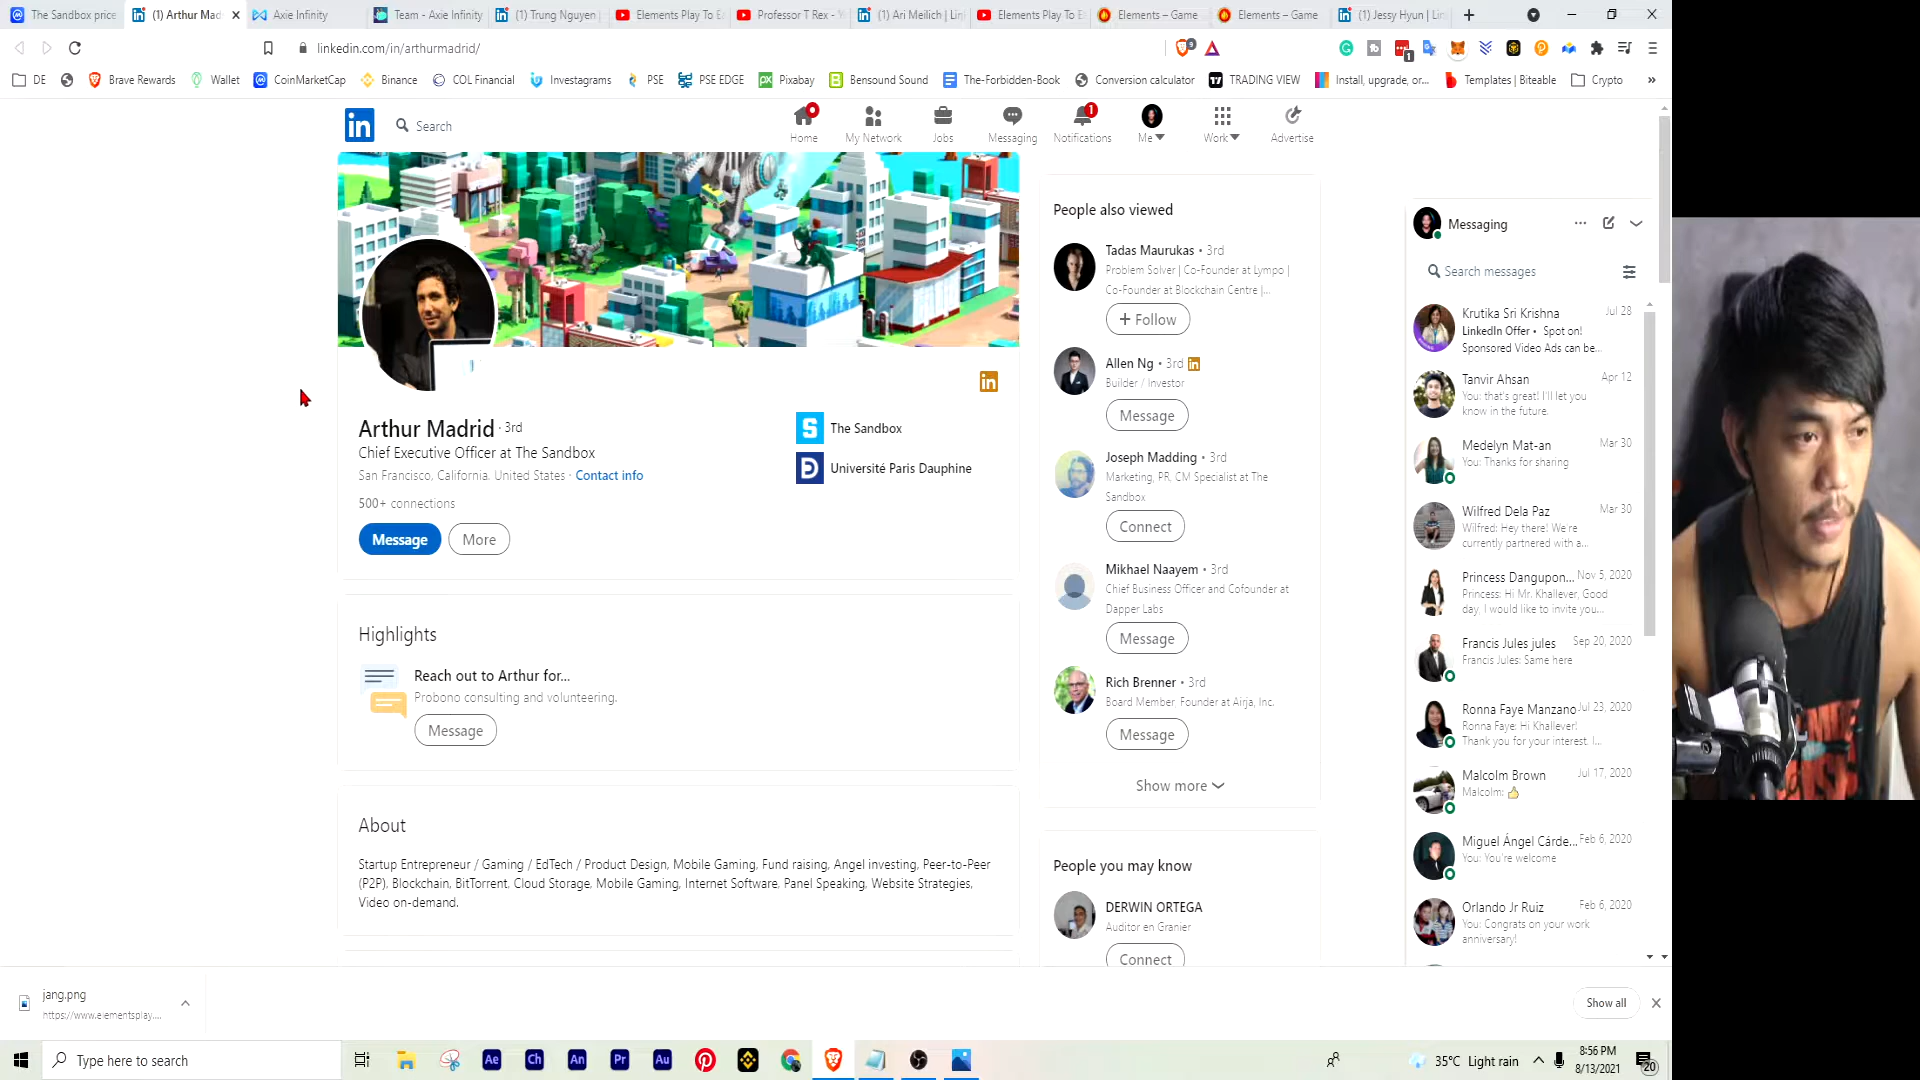 The Sandbox price
(1) Arthur Mad
Axie Infinity
Team - Axie Infinity
(1) Trung Nguyen
Elements Play To E
Professor T Rex - Y
(1) Ari Meilich | Lin
Elements Play To E
Elements – Game
Elements – Game
(1) Jessy Hyun | Lin
linkedin.com/in/arthurmadrid/
DE
Brave Rewards
Wallet
CoinMarketCap
Binance
COL Financial
Investagrams
PSE
PSE EDGE
Pixabay
Bensound Sound
The-Forbidden-Book
Conversion calculator
TRADING VIEW
Install, upgrade, or...
Templates | Biteable
Crypto
»
in
Search
Home
My Network
Jobs
Messaging
1
Notifications
Me
Work
Advertise
Arthur Madrid · 3rd
Chief Executive Officer at The Sandbox
San Francisco, California, United States · Contact info
500+ connections
Message
More
The Sandbox
Université Paris Dauphine
Highlights
Reach out to Arthur for...
Probono consulting and volunteering.
Message
About
Startup Entrepreneur / Gaming / EdTech / Product Design, Mobile Gaming, Fund raising, Angel investing, Peer-to-Peer
(P2P), Blockchain, BitTorrent, Cloud Storage, Mobile Gaming, Internet Software, Panel Speaking, Website Strategies,
Video on-demand.
People also viewed
Tadas Maurukas • 3rd
Problem Solver | Co-Founder at Lympo |
Co-Founder at Blockchain Centre |...
+ Follow
Allen Ng • 3rd in
Builder / Investor
Message
Joseph Madding • 3rd
Marketing, PR, CM Specialist at The
Sandbox
Connect
Mikhael Naayem • 3rd
Chief Business Officer and Cofounder at
Dapper Labs
Message
Rich Brenner • 3rd
Board Member, Founder at Airja, Inc.
Message
Show more
People you may know
DERWIN ORTEGA
Auditor en Granier
Connect
Messaging
Search messages
Krutika Sri Krishna Jul 28
LinkedIn Offer • Spot on!
Sponsored Video Ads can be...
Tanvir Ahsan Apr 12
You: that's great! I'll let you
know in the future.
Medelyn Mat-an Mar 30
You: Thanks for sharing
Wilfred Dela Paz Mar 30
Wilfred: Hey there! We're
currently partnered with a...
Princess Dangupon... Nov 5, 2020
Princess: Hi Mr. Khallever, Good
day, I would like to invite you...
Francis Jules jules Sep 20, 2020
Francis Jules: Same here
Ronna Faye Manzano Jul 23, 2020
Ronna Faye: Hi Khallever!
Thank you for your interest. I...
Malcolm Brown Jul 17, 2020
Malcolm: 👍
Miguel Ángel Cárde... Feb 6, 2020
You: You're welcome
Orlando Jr Ruiz Feb 6, 2020
You: Congrats on your work
anniversary!
jang.png
https://www.elementsplay....
Show all
Type here to search
Ae
Ch
An
Pr
Au
35°C Light rain
8:56 PM
8/13/2021
20